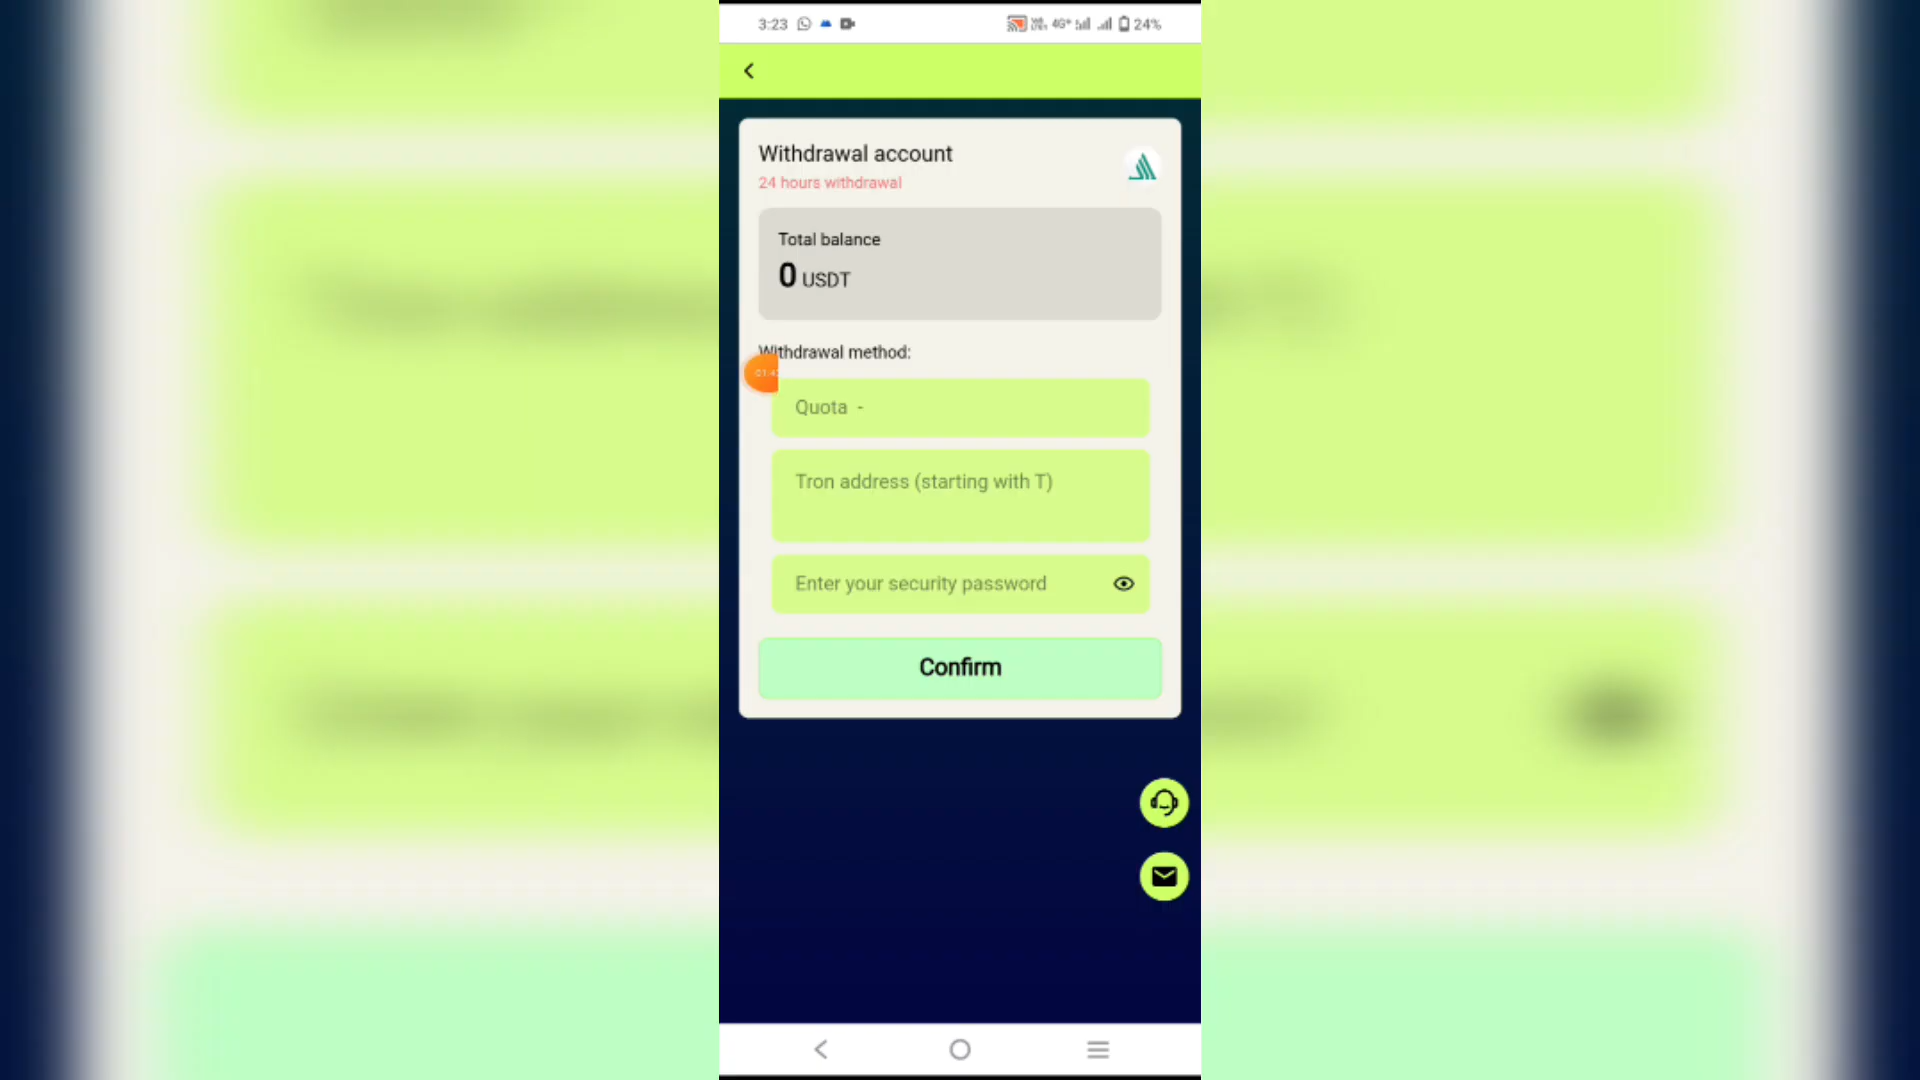 3:23
4G+ 24%
Withdrawal account
24 hours withdrawal
Total balance
0 USDT
Withdrawal method:
Quota -
Tron address (starting with T)
Enter your security password
Confirm